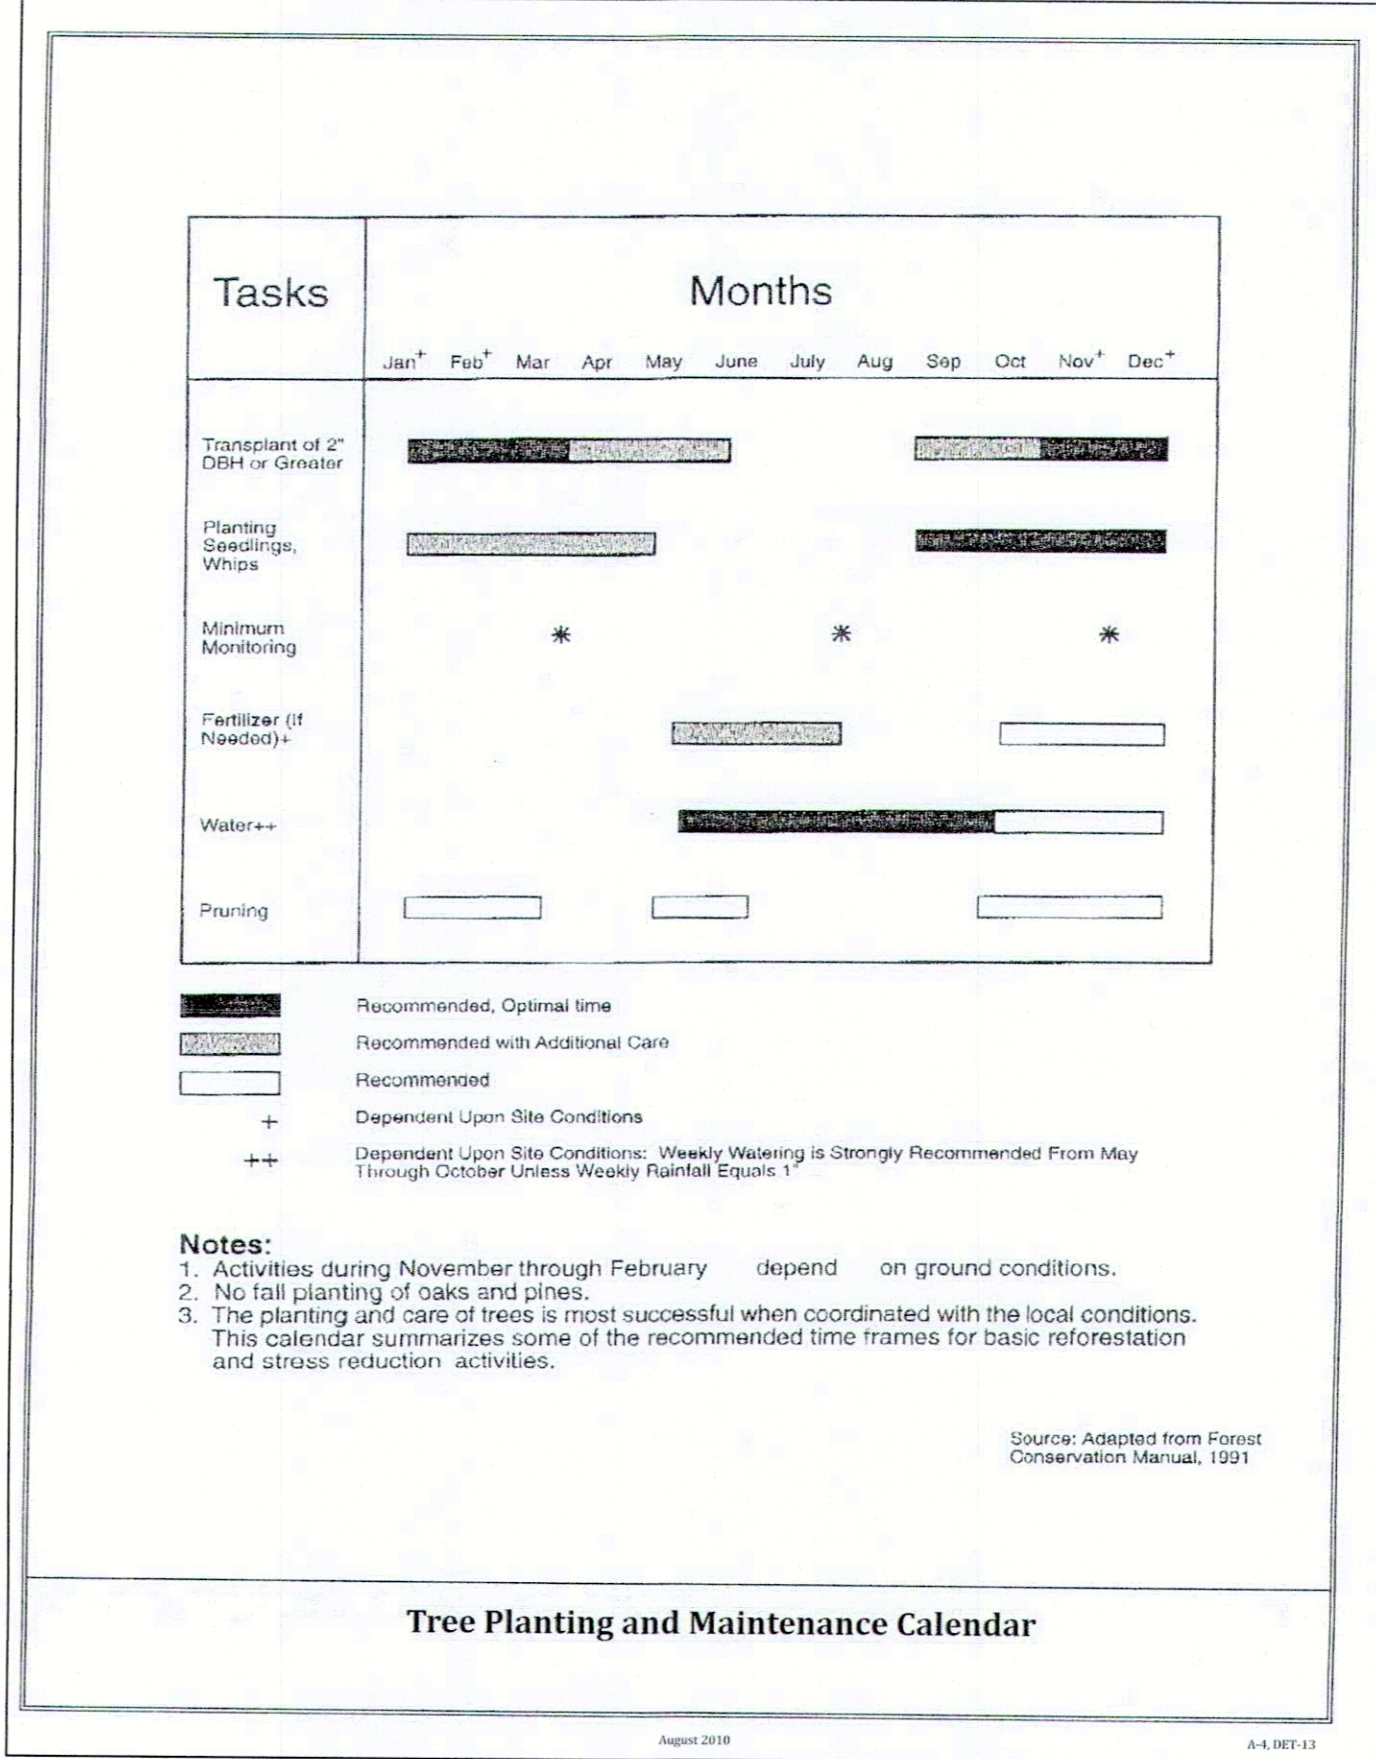 Tasks
Months
Jan+ Feb+ Mar Apr May June July Aug Sep Oct Nov+ Dec+
Transplant of 2"
DBH or Greater
Planting
Seedlings,
Whips
Minimum
Monitoring
* * *
Fertilizer (If
Needed)+
Water++
Pruning
Recommended, Optimal time
Recommended with Additional Care
Recommended
+ Dependent Upon Site Conditions
++ Dependent Upon Site Conditions: Weekly Watering is Strongly Recommended From May
Through October Unless Weekly Rainfall Equals 1"
Notes:
1. Activities during November through February depend on ground conditions.
2. No fall planting of oaks and pines.
3. The planting and care of trees is most successful when coordinated with the local conditions.
This calendar summarizes some of the recommended time frames for basic reforestation
and stress reduction activities.
Source: Adapted from Forest
Conservation Manual, 1991
Tree Planting and Maintenance Calendar
August 2010
A-4, DET-13